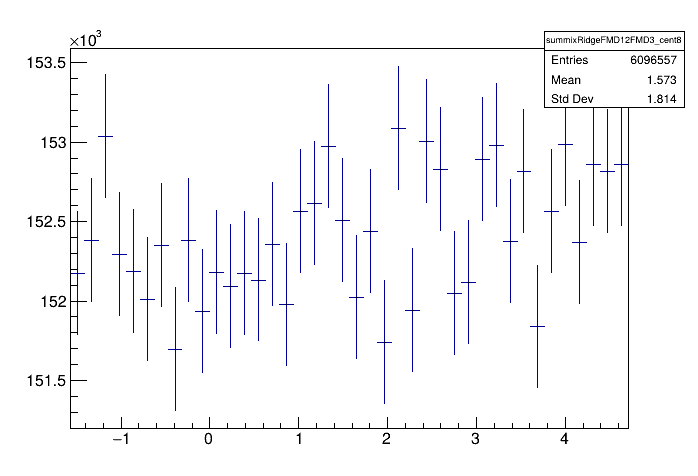 ×10³
summixRidgeFMD12FMD3_cent8
Entries 6096557
Mean 1.573
Std Dev 1.814
153.5
153
152.5
152
151.5
−1 0 1 2 3 4